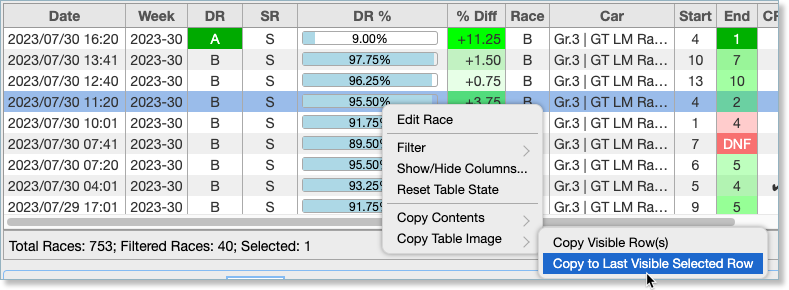 Date Week DR SR DR % % Diff Race Car Start End CP
2023/07/30 16:20 2023-30 A S 9.00% +11.25 B Gr.3 | GT LM Ra... 4 1
2023/07/30 13:41 2023-30 B S 97.75% +1.50 B Gr.3 | GT LM Ra... 10 7
2023/07/30 12:40 2023-30 B S 96.25% +0.75 B Gr.3 | GT LM Ra... 13 10
2023/07/30 11:20 2023-30 B S 95.50% +3.75 B Gr.3 | GT LM Ra... 4 2
2023/07/30 10:01 2023-30 B S 91.75% Gr.3 | GT LM Ra... 1 4
2023/07/30 07:41 2023-30 B S 89.50% Gr.3 | GT LM Ra... 7 DNF
2023/07/30 07:20 2023-30 B S 95.50% Gr.3 | GT LM Ra... 6 5
2023/07/30 04:01 2023-30 B S 93.25% Gr.3 | GT LM Ra... 5 4 ✔
2023/07/29 17:01 2023-30 B S 91.75% Gr.3 | GT LM Ra... 9 5
Total Races: 753; Filtered Races: 40; Selected: 1
Edit Race
Filter
Show/Hide Columns...
Reset Table State
Copy Contents
Copy Table Image
Copy Visible Row(s)
Copy to Last Visible Selected Row